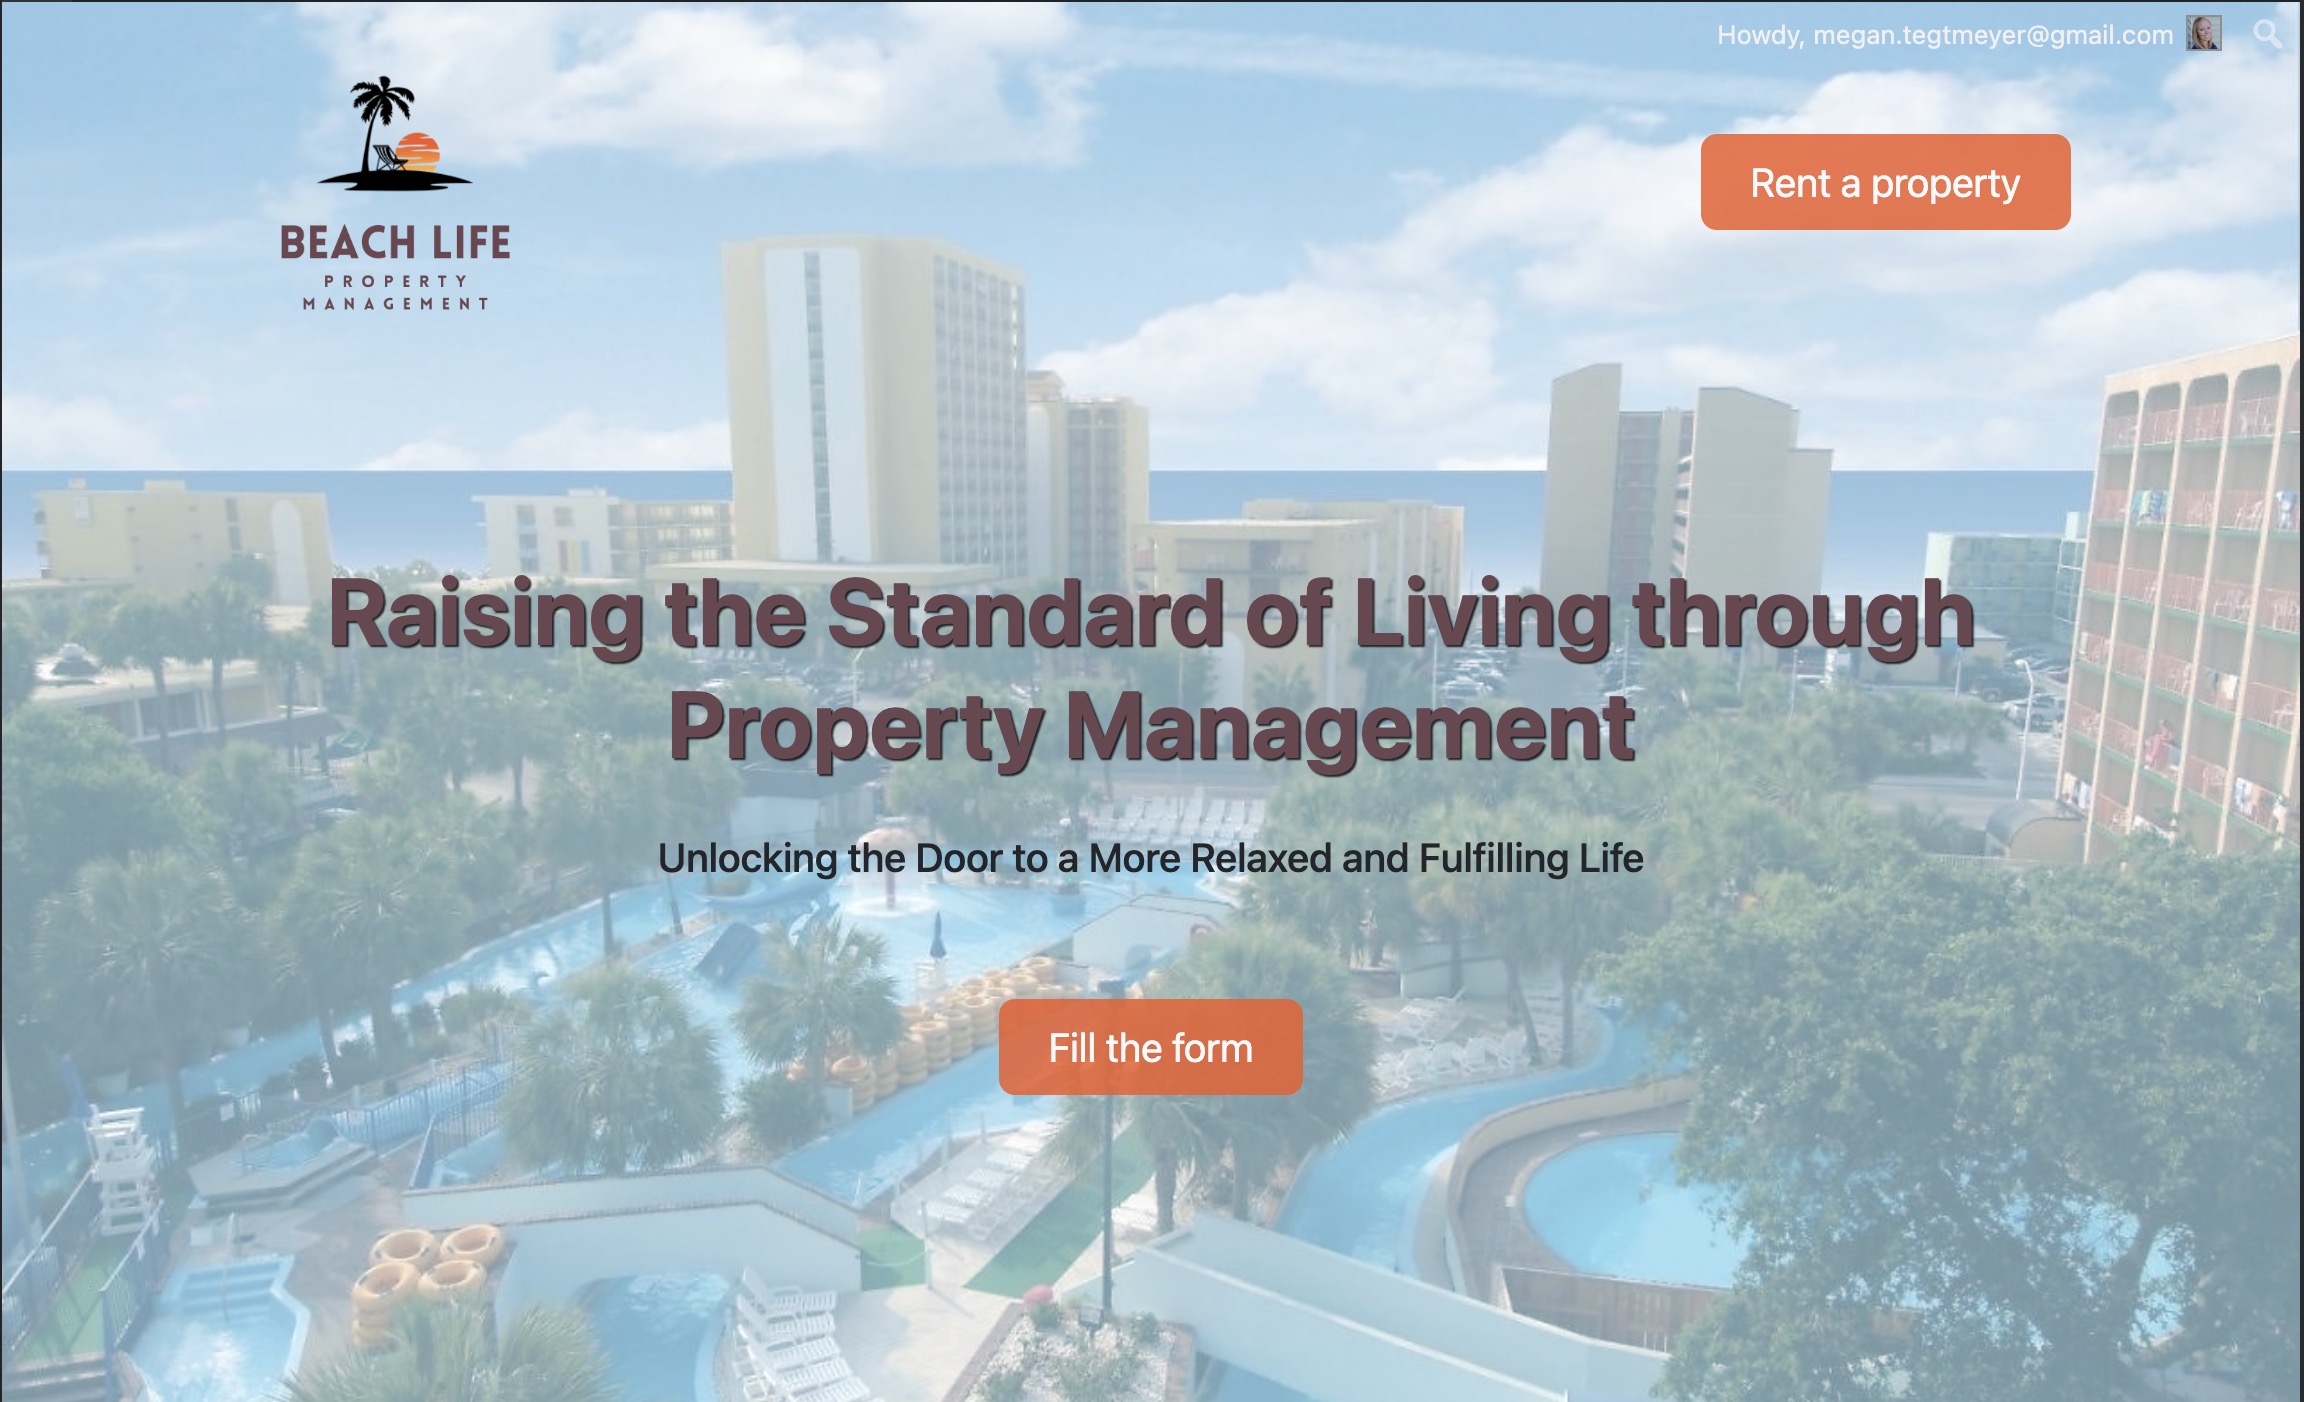 Howdy, megan.tegtmeyer@gmail.com
BEACH LIFE
PROPERTY
MANAGEMENT
Rent a property
Raising the Standard of Living through
Property Management
Unlocking the Door to a More Relaxed and Fulfilling Life
Fill the form